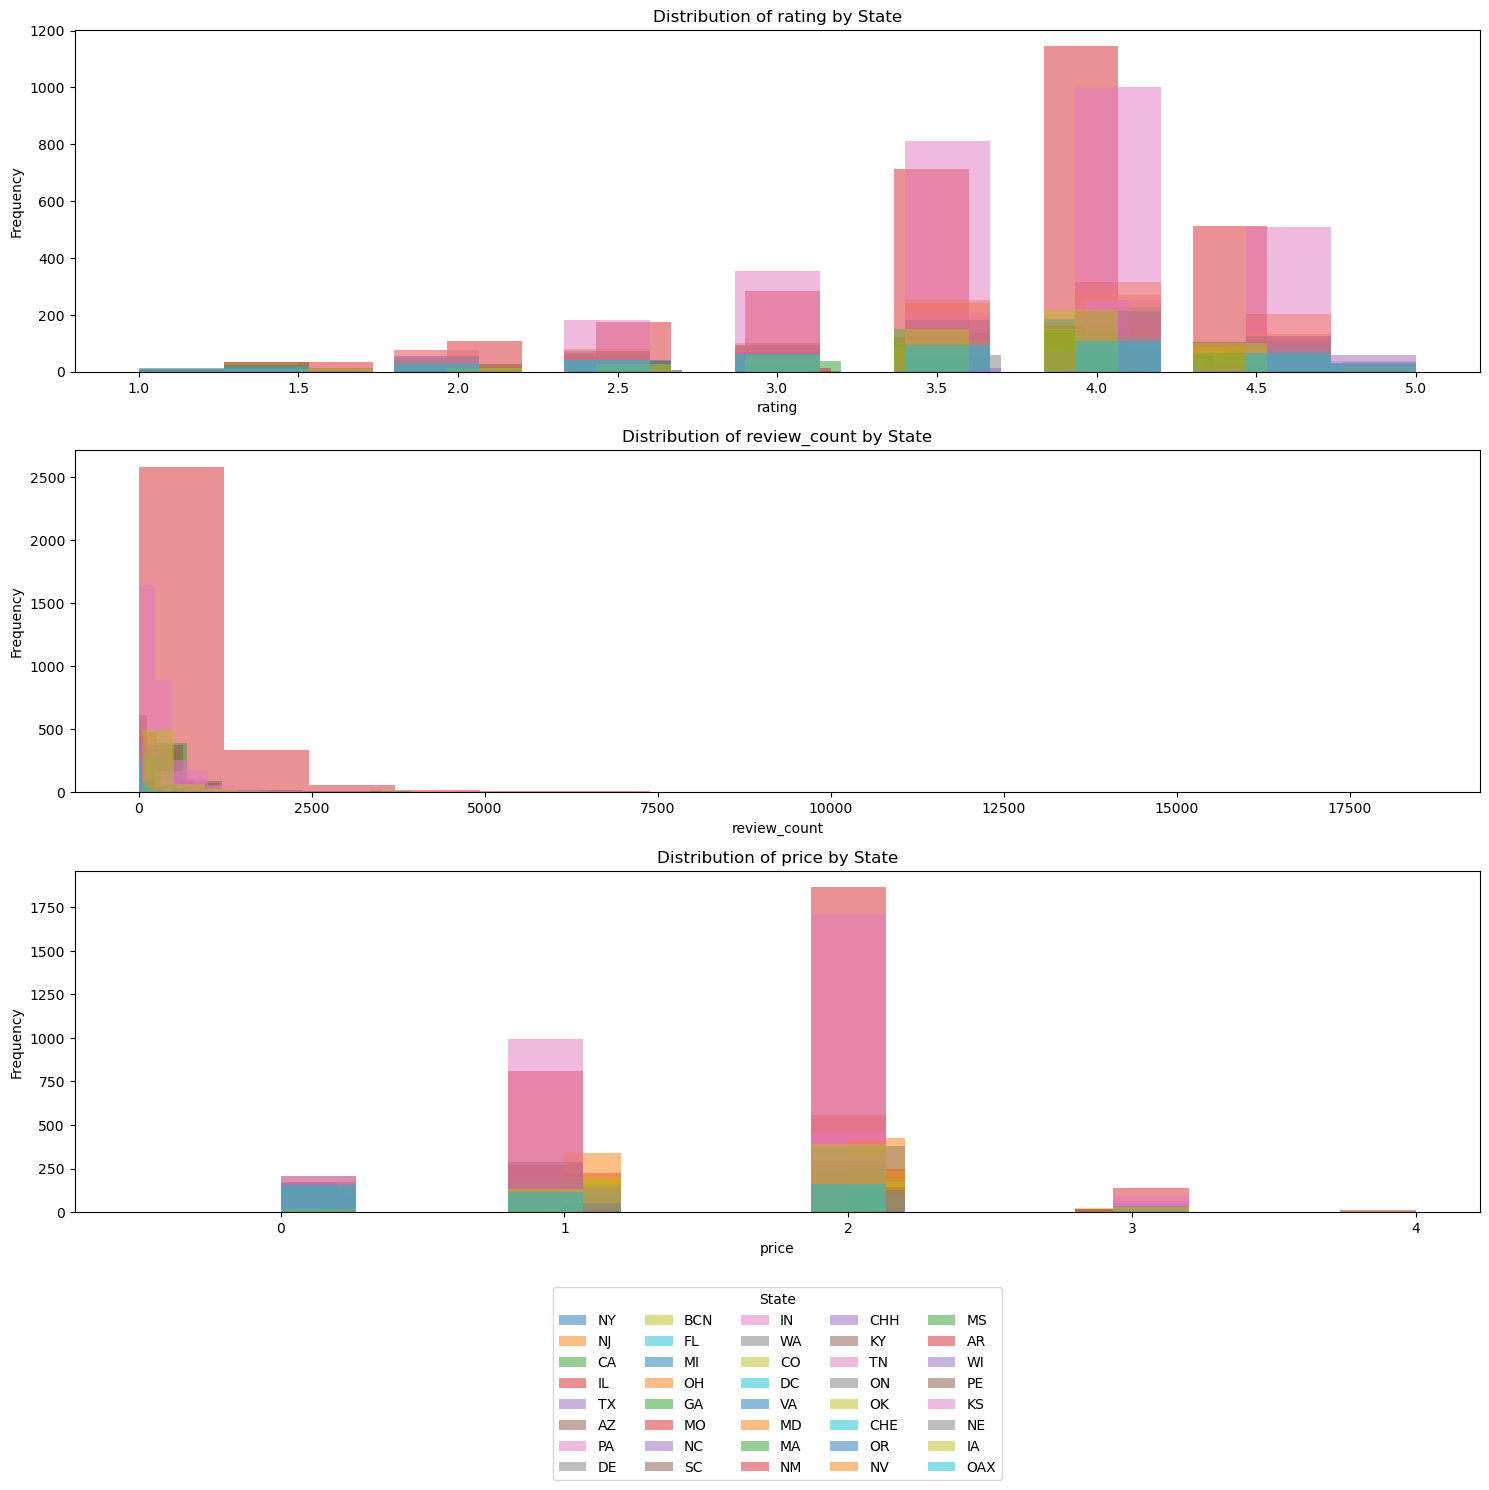 Distribution of rating by State
1200
1000
800
600
400
200
0
Frequency
1.0 1.5 2.0 2.5 3.0 3.5 4.0 4.5 5.0
rating
Distribution of review_count by State
2500
2000
1500
1000
500
0
Frequency
0 2500 5000 7500 10000 12500 15000 17500
review_count
Distribution of price by State
1750
1500
1250
1000
750
500
250
0
Frequency
0 1 2 3 4
price
State
NY BCN IN CHH MS
NJ FL WA KY AR
CA MI CO TN WI
IL OH DC ON PE
TX GA VA OK KS
AZ MO MD CHE NE
PA NC MA OR IA
DE SC NM NV OAX